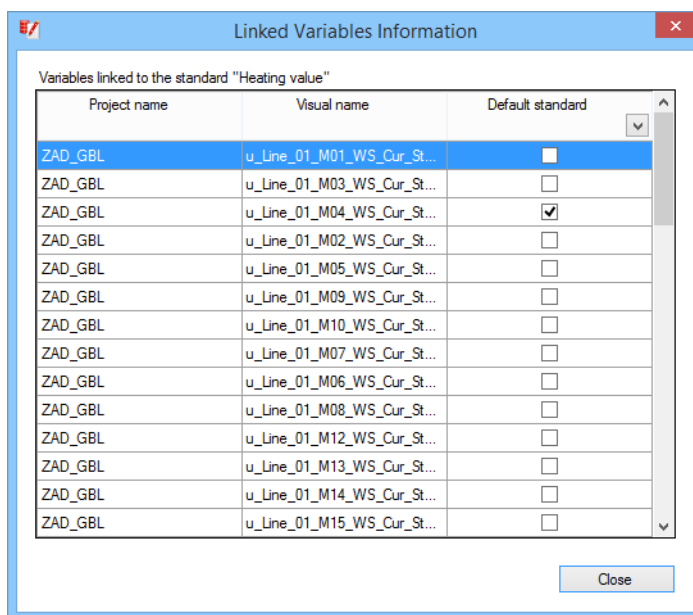 Linked Variables Information
Variables linked to the standard "Heating value"
Project name Visual name Default standard
ZAD_GBL u_Line_01_M01_WS_Cur_St...
ZAD_GBL u_Line_01_M03_WS_Cur_St...
ZAD_GBL u_Line_01_M04_WS_Cur_St...
ZAD_GBL u_Line_01_M02_WS_Cur_St...
ZAD_GBL u_Line_01_M05_WS_Cur_St...
ZAD_GBL u_Line_01_M09_WS_Cur_St...
ZAD_GBL u_Line_01_M10_WS_Cur_St...
ZAD_GBL u_Line_01_M07_WS_Cur_St...
ZAD_GBL u_Line_01_M06_WS_Cur_St...
ZAD_GBL u_Line_01_M08_WS_Cur_St...
ZAD_GBL u_Line_01_M12_WS_Cur_St...
ZAD_GBL u_Line_01_M13_WS_Cur_St...
ZAD_GBL u_Line_01_M14_WS_Cur_St...
ZAD_GBL u_Line_01_M15_WS_Cur_St...
Close